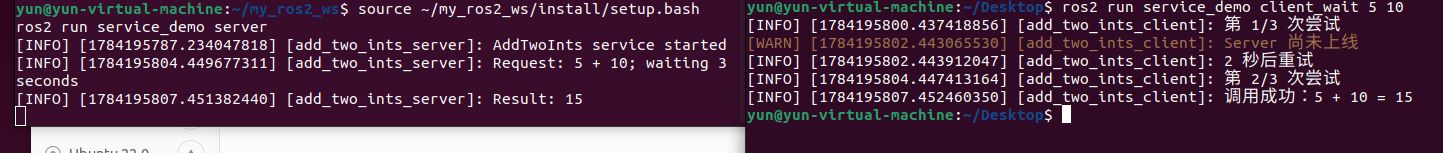 yun@yun-virtual-machine:~/my_ros2_ws$ source ~/my_ros2_ws/install/setup.bash
ros2 run service_demo server
[INFO] [1784195787.234047818] [add_two_ints_server]: AddTwoInts service started
[INFO] [1784195804.449677311] [add_two_ints_server]: Request: 5 + 10; waiting 3
seconds
[INFO] [1784195807.451382440] [add_two_ints_server]: Result: 15
yun@yun-virtual-machine:~/Desktop$ ros2 run service_demo client_wait 5 10
[INFO] [1784195800.437418856] [add_two_ints_client]: 第 1/3 次尝试
[WARN] [1784195802.443065530] [add_two_ints_client]: Server 尚未上线
[INFO] [1784195802.443912047] [add_two_ints_client]: 2 秒后重试
[INFO] [1784195804.447413164] [add_two_ints_client]: 第 2/3 次尝试
[INFO] [1784195807.452460350] [add_two_ints_client]: 调用成功：5 + 10 = 15
yun@yun-virtual-machine:~/Desktop$